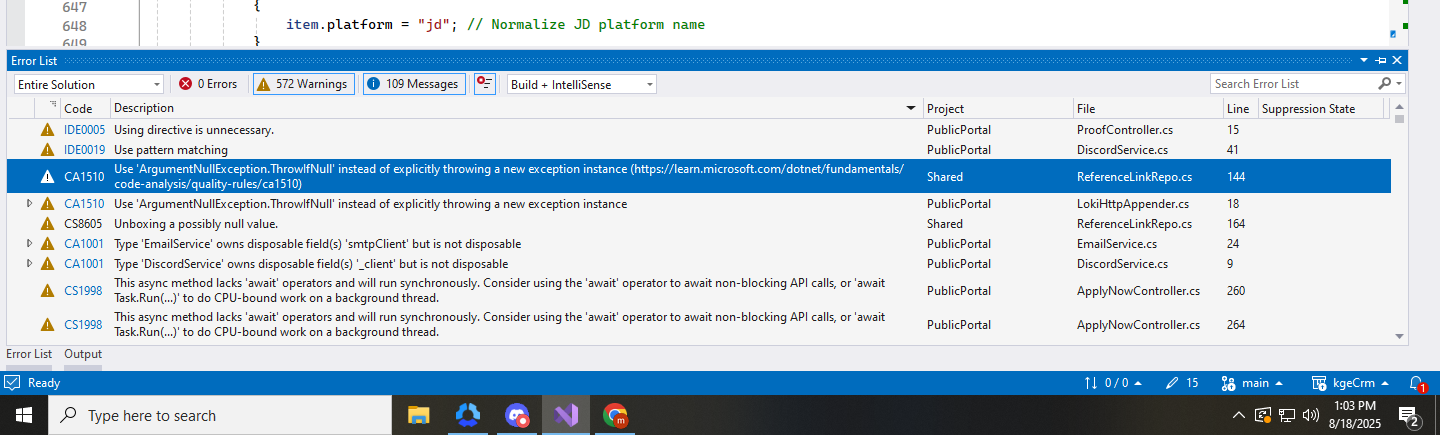 647
{
648
item.platform = "jd"; // Normalize JD platform name
649
}
Error List
Entire Solution
0 Errors
572 Warnings
109 Messages
Build + IntelliSense
Search Error List
Code Description Project File Line Suppression State
IDE0005 Using directive is unnecessary. PublicPortal ProofController.cs 15
IDE0019 Use pattern matching PublicPortal DiscordService.cs 41
Use 'ArgumentNullException.ThrowIfNull' instead of explicitly throwing a new exception instance (https://learn.microsoft.com/dotnet/fundamentals/
CA1510 Shared ReferenceLinkRepo.cs 144
code-analysis/quality-rules/ca1510)
CA1510 Use 'ArgumentNullException.ThrowIfNull' instead of explicitly throwing a new exception instance PublicPortal LokiHttpAppender.cs 18
CS8605 Unboxing a possibly null value. Shared ReferenceLinkRepo.cs 164
CA1001 Type 'EmailService' owns disposable field(s) 'smtpClient' but is not disposable PublicPortal EmailService.cs 24
CA1001 Type 'DiscordService' owns disposable field(s) '_client' but is not disposable PublicPortal DiscordService.cs 9
This async method lacks 'await' operators and will run synchronously. Consider using the 'await' operator to await non-blocking API calls, or 'await
CS1998 PublicPortal ApplyNowController.cs 260
Task.Run(...)' to do CPU-bound work on a background thread.
This async method lacks 'await' operators and will run synchronously. Consider using the 'await' operator to await non-blocking API calls, or 'await
CS1998 PublicPortal ApplyNowController.cs 264
Task.Run(...)' to do CPU-bound work on a background thread.
Error List Output
Ready
0 / 0
15
main
kgeCrm
1
Type here to search
m
1:03 PM
8/18/2025
2